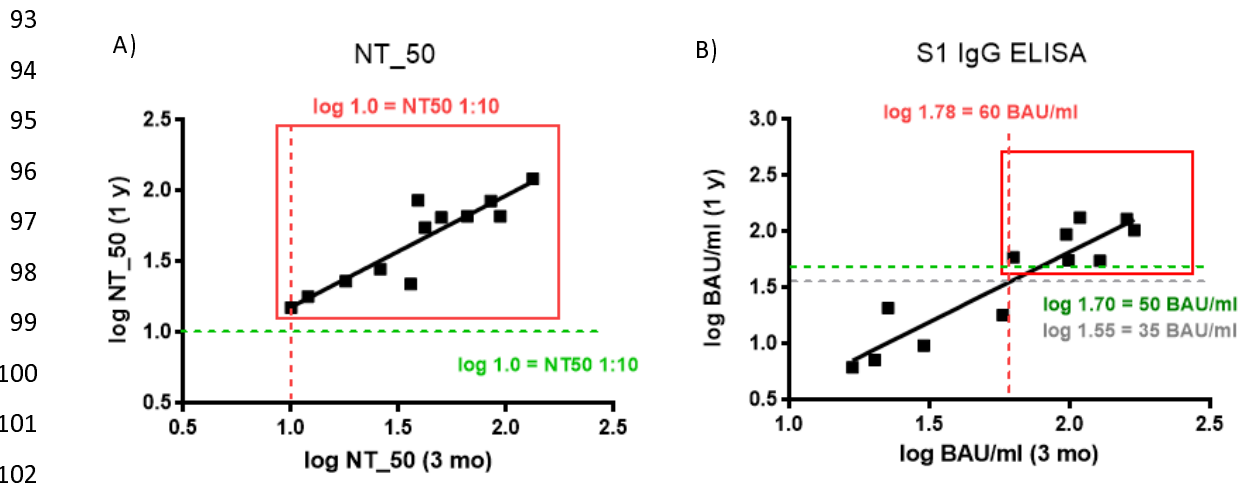 93
94
95
96
97
98
99
100
101
102
A)
NT_50
log 1.0 = NT50 1:10
2.5
2.0
1.5
1.0
0.5
log NT_50 (1 y)
log 1.0 = NT50 1:10
0.5 1.0 1.5 2.0 2.5
log NT_50 (3 mo)
B)
S1 IgG ELISA
log 1.78 = 60 BAU/ml
3.0
2.5
2.0
1.5
1.0
0.5
log BAU/ml (1 y)
log 1.70 = 50 BAU/ml
log 1.55 = 35 BAU/ml
1.0 1.5 2.0 2.5
log BAU/ml (3 mo)